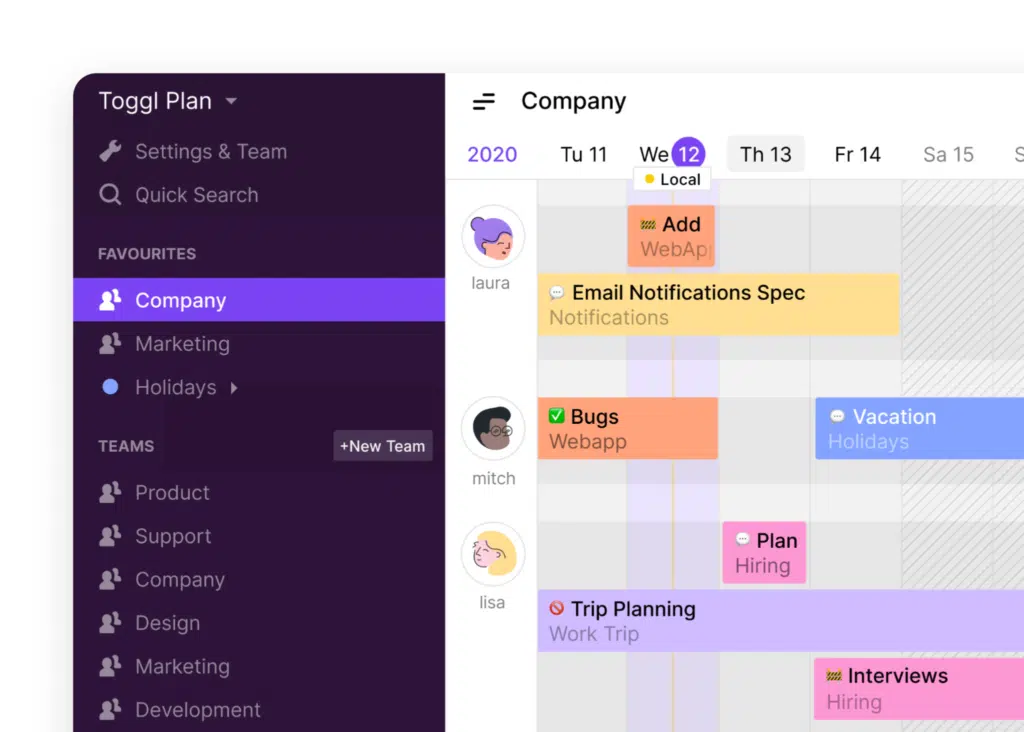 Toggl Plan
Settings & Team
Quick Search
FAVOURITES
Company
Marketing
Holidays
TEAMS
+New Team
Product
Support
Company
Design
Marketing
Development
Company
2020 Tu 11 We 12 Th 13 Fr 14 Sa 15
Local
laura
Add
Email Notifications Spec
Notifications
mitch
Bugs
Webapp
Vacation
Holidays
lisa
Plan
Hiring
Trip Planning
Work Trip
Interviews
Hiring